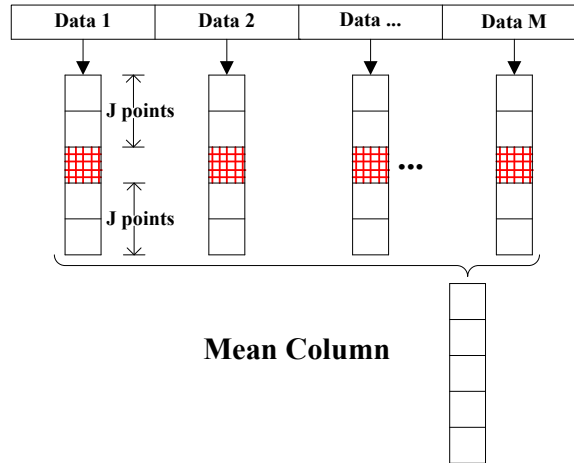 Data 1 Data 2 Data ... Data M
J points
...
J points
Mean Column